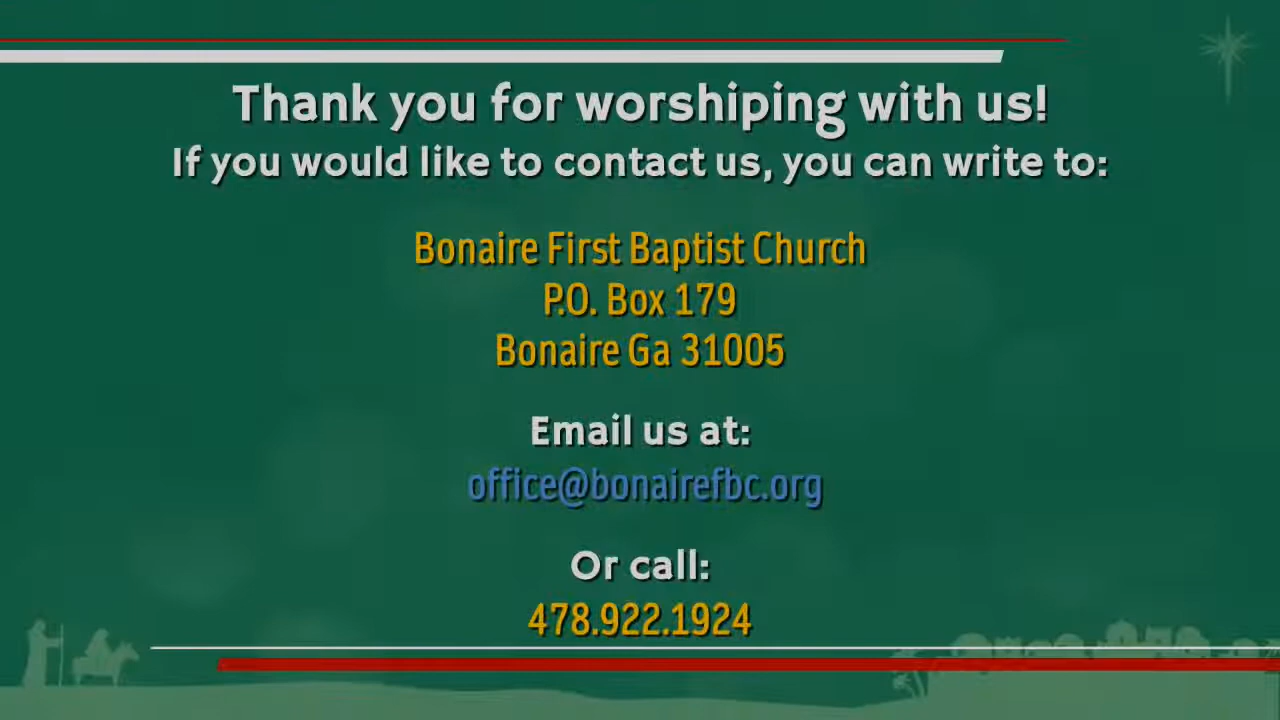 Thank you for worshiping with us!
If you would like to contact us, you can write to:
Bonaire First Baptist Church
P.O. Box 179
Bonaire Ga 31005
Email us at:
office@bonairefbc.org
Or call:
478.922.1924